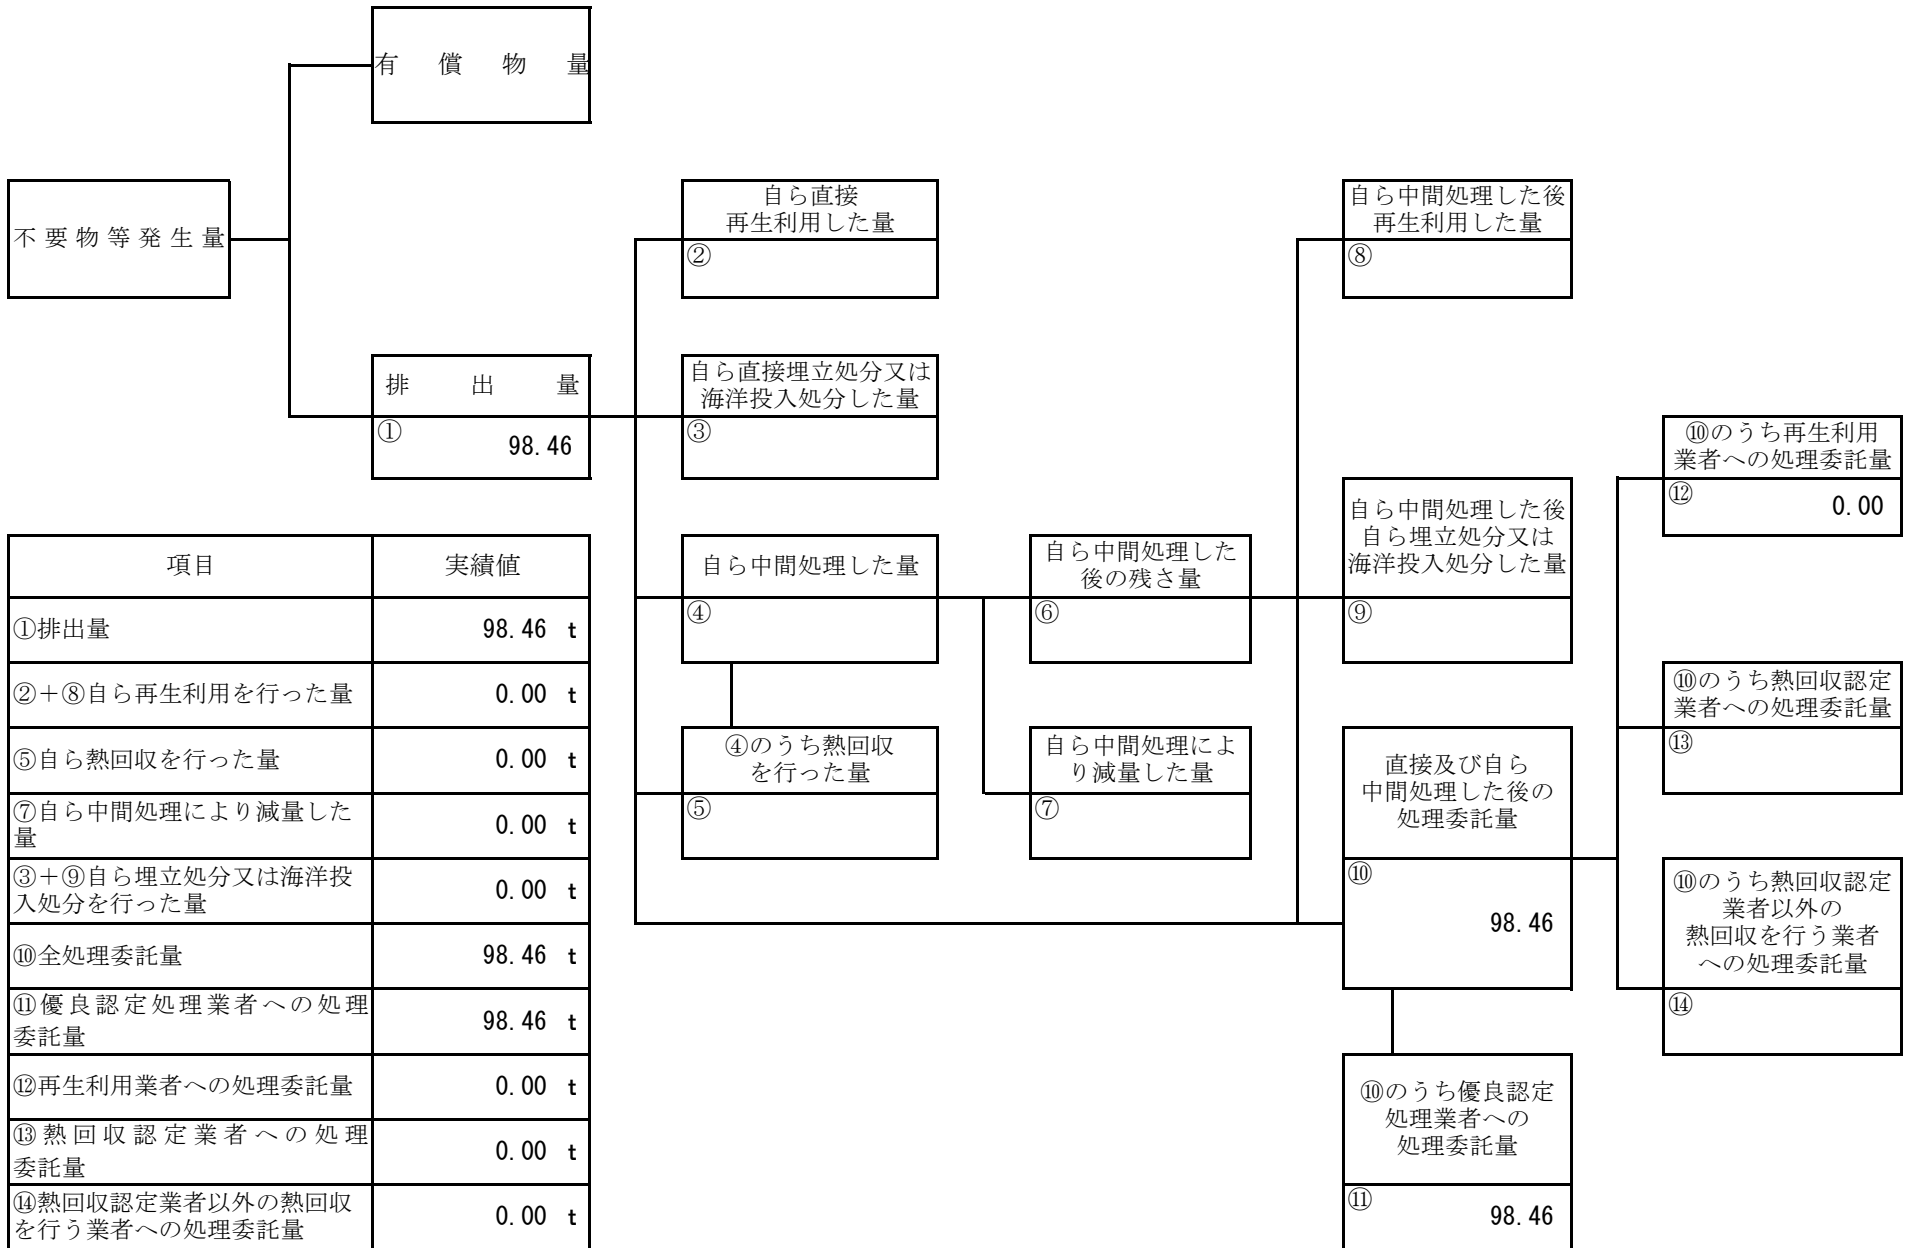 有償物量
不要物等発生量
排出量
①
98.46
自ら直接
再生利用した量
②
自ら直接埋立処分又は
海洋投入処分した量
③
自ら中間処理した量
④
④のうち熱回収
を行った量
⑤
自ら中間処理した
後の残さ量
⑥
自ら中間処理によ
り減量した量
⑦
自ら中間処理した後
再生利用した量
⑧
自ら中間処理した後
自ら埋立処分又は
海洋投入処分した量
⑨
直接及び自ら
中間処理した後の
処理委託量
⑩
98.46
⑩のうち優良認定
処理業者への
処理委託量
⑪
98.46
⑩のうち再生利用
業者への処理委託量
⑫
0.00
⑩のうち熱回収認定
業者への処理委託量
⑬
⑩のうち熱回収認定
業者以外の
熱回収を行う業者
への処理委託量
⑭
項目 実績値
①排出量 98.46 t
②＋⑧自ら再生利用を行った量 0.00 t
⑤自ら熱回収を行った量 0.00 t
⑦自ら中間処理により減量した
量 0.00 t
③＋⑨自ら埋立処分又は海洋投
入処分を行った量 0.00 t
⑩全処理委託量 98.46 t
⑪優良認定処理業者への処理
委託量 98.46 t
⑫再生利用業者への処理委託量 0.00 t
⑬熱回収認定業者への処理
委託量 0.00 t
⑭熱回収認定業者以外の熱回収
を行う業者への処理委託量 0.00 t